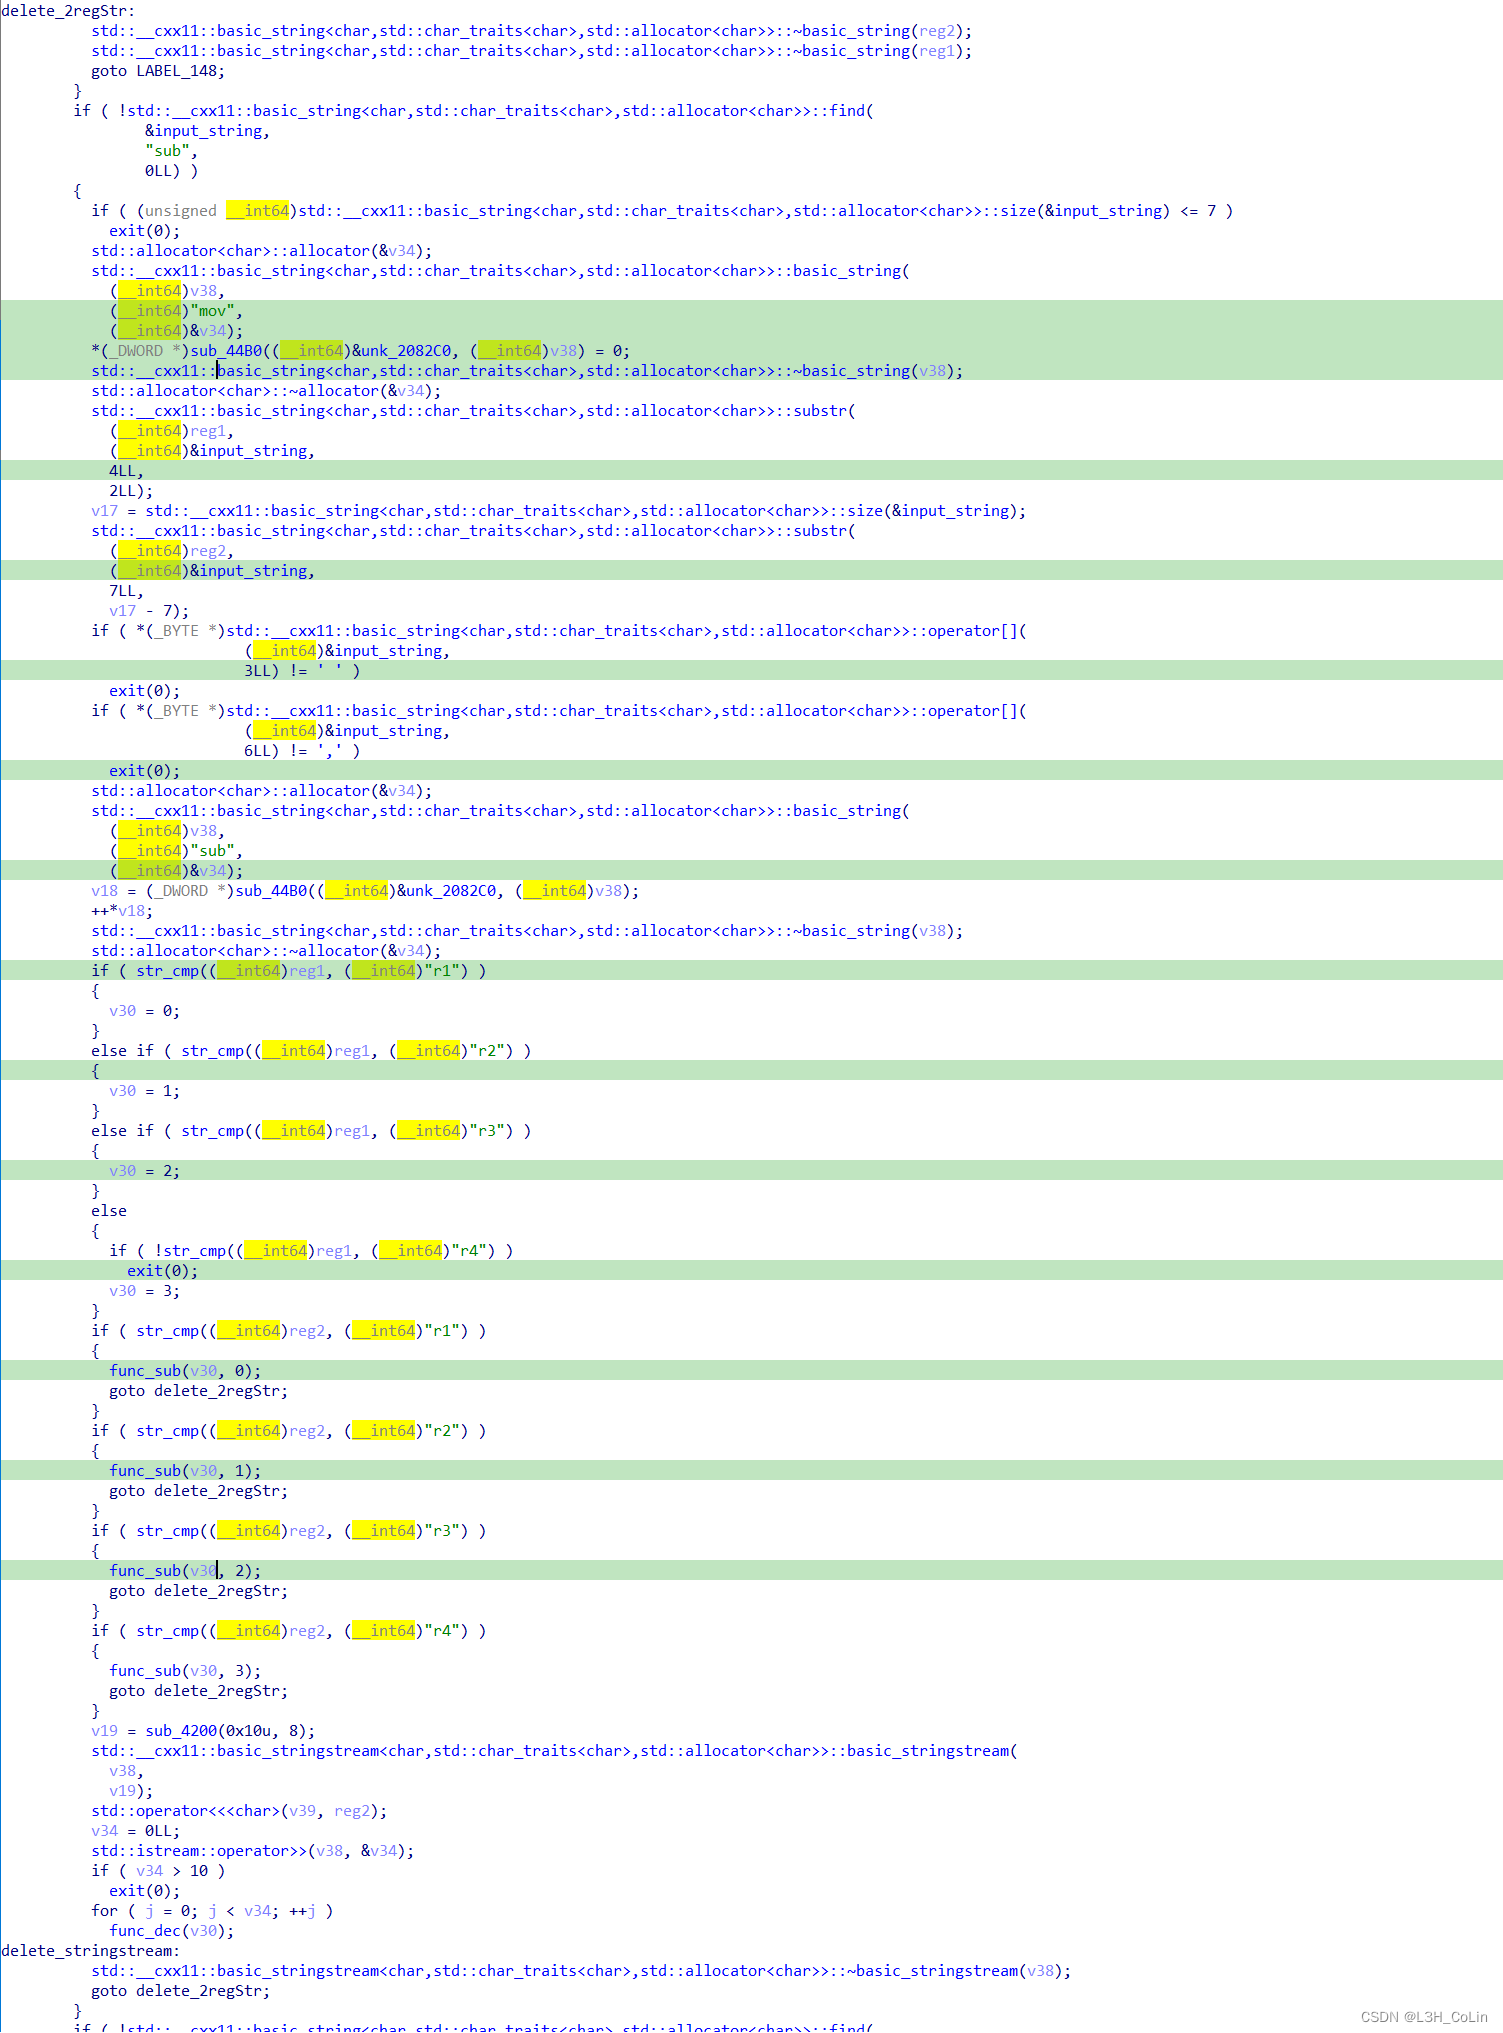 delete_2regStr:
std::__cxx11::basic_string<char,std::char_traits<char>,std::allocator<char>>::~basic_string(reg2);
std::__cxx11::basic_string<char,std::char_traits<char>,std::allocator<char>>::~basic_string(reg1);
goto LABEL_148;
}
if ( !std::__cxx11::basic_string<char,std::char_traits<char>,std::allocator<char>>::find(
&input_string,
"sub",
0LL) )
{
if ( (unsigned __int64)std::__cxx11::basic_string<char,std::char_traits<char>,std::allocator<char>>::size(&input_string) <= 7 )
exit(0);
std::allocator<char>::allocator(&v34);
std::__cxx11::basic_string<char,std::char_traits<char>,std::allocator<char>>::basic_string(
(__int64)v38,
(__int64)"mov",
(__int64)&v34);
*(_DWORD *)sub_44B0((__int64)&unk_2082C0, (__int64)v38) = 0;
std::__cxx11::basic_string<char,std::char_traits<char>,std::allocator<char>>::~basic_string(v38);
std::allocator<char>::~allocator(&v34);
std::__cxx11::basic_string<char,std::char_traits<char>,std::allocator<char>>::substr(
(__int64)reg1,
(__int64)&input_string,
4LL,
2LL);
v17 = std::__cxx11::basic_string<char,std::char_traits<char>,std::allocator<char>>::size(&input_string);
std::__cxx11::basic_string<char,std::char_traits<char>,std::allocator<char>>::substr(
(__int64)reg2,
(__int64)&input_string,
7LL,
v17 - 7);
if ( *(_BYTE *)std::__cxx11::basic_string<char,std::char_traits<char>,std::allocator<char>>::operator[](
(__int64)&input_string,
3LL) != ' ' )
exit(0);
if ( *(_BYTE *)std::__cxx11::basic_string<char,std::char_traits<char>,std::allocator<char>>::operator[](
(__int64)&input_string,
6LL) != ',' )
exit(0);
std::allocator<char>::allocator(&v34);
std::__cxx11::basic_string<char,std::char_traits<char>,std::allocator<char>>::basic_string(
(__int64)v38,
(__int64)"sub",
(__int64)&v34);
v18 = (_DWORD *)sub_44B0((__int64)&unk_2082C0, (__int64)v38);
++*v18;
std::__cxx11::basic_string<char,std::char_traits<char>,std::allocator<char>>::~basic_string(v38);
std::allocator<char>::~allocator(&v34);
if ( str_cmp((__int64)reg1, (__int64)"r1") )
{
v30 = 0;
}
else if ( str_cmp((__int64)reg1, (__int64)"r2") )
{
v30 = 1;
}
else if ( str_cmp((__int64)reg1, (__int64)"r3") )
{
v30 = 2;
}
else
{
if ( !str_cmp((__int64)reg1, (__int64)"r4") )
exit(0);
v30 = 3;
}
if ( str_cmp((__int64)reg2, (__int64)"r1") )
{
func_sub(v30, 0);
goto delete_2regStr;
}
if ( str_cmp((__int64)reg2, (__int64)"r2") )
{
func_sub(v30, 1);
goto delete_2regStr;
}
if ( str_cmp((__int64)reg2, (__int64)"r3") )
{
func_sub(v30, 2);
goto delete_2regStr;
}
if ( str_cmp((__int64)reg2, (__int64)"r4") )
{
func_sub(v30, 3);
goto delete_2regStr;
}
v19 = sub_4200(0x10u, 8);
std::__cxx11::basic_stringstream<char,std::char_traits<char>,std::allocator<char>>::basic_stringstream(
v38,
v19);
std::operator<<<char>(v39, reg2);
v34 = 0LL;
std::istream::operator>>(v38, &v34);
if ( v34 > 10 )
exit(0);
for ( j = 0; j < v34; ++j )
func_dec(v30);
delete_stringstream:
std::__cxx11::basic_stringstream<char,std::char_traits<char>,std::allocator<char>>::~basic_stringstream(v38);
goto delete_2regStr;
}
if ( !std::__cxx11::basic_string<char,std::char_traits<char>,std::allocator<char>>::find(
CSDN @L3H_CoLin